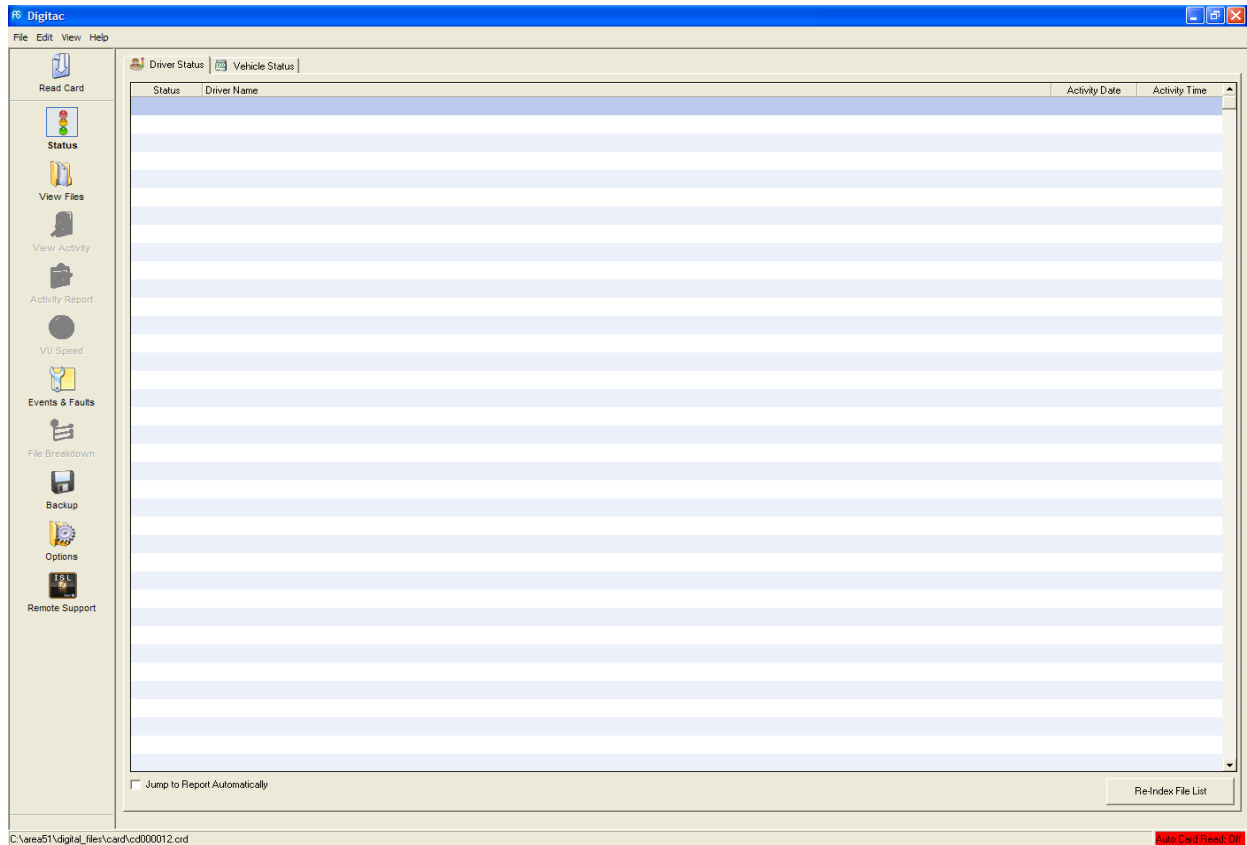 Digitac
File Edit View Help
Read Card
Status
View Files
View Activity
Activity Report
VU Speed
Events & Faults
File Breakdown
Backup
Options
ISL
Remote Support
Driver Status Vehicle Status
Status Driver Name Activity Date Activity Time
Jump to Report Automatically
Re-Index File List
C:\area51\digital_files\card\cd000012.crd
Auto Card Read: Off